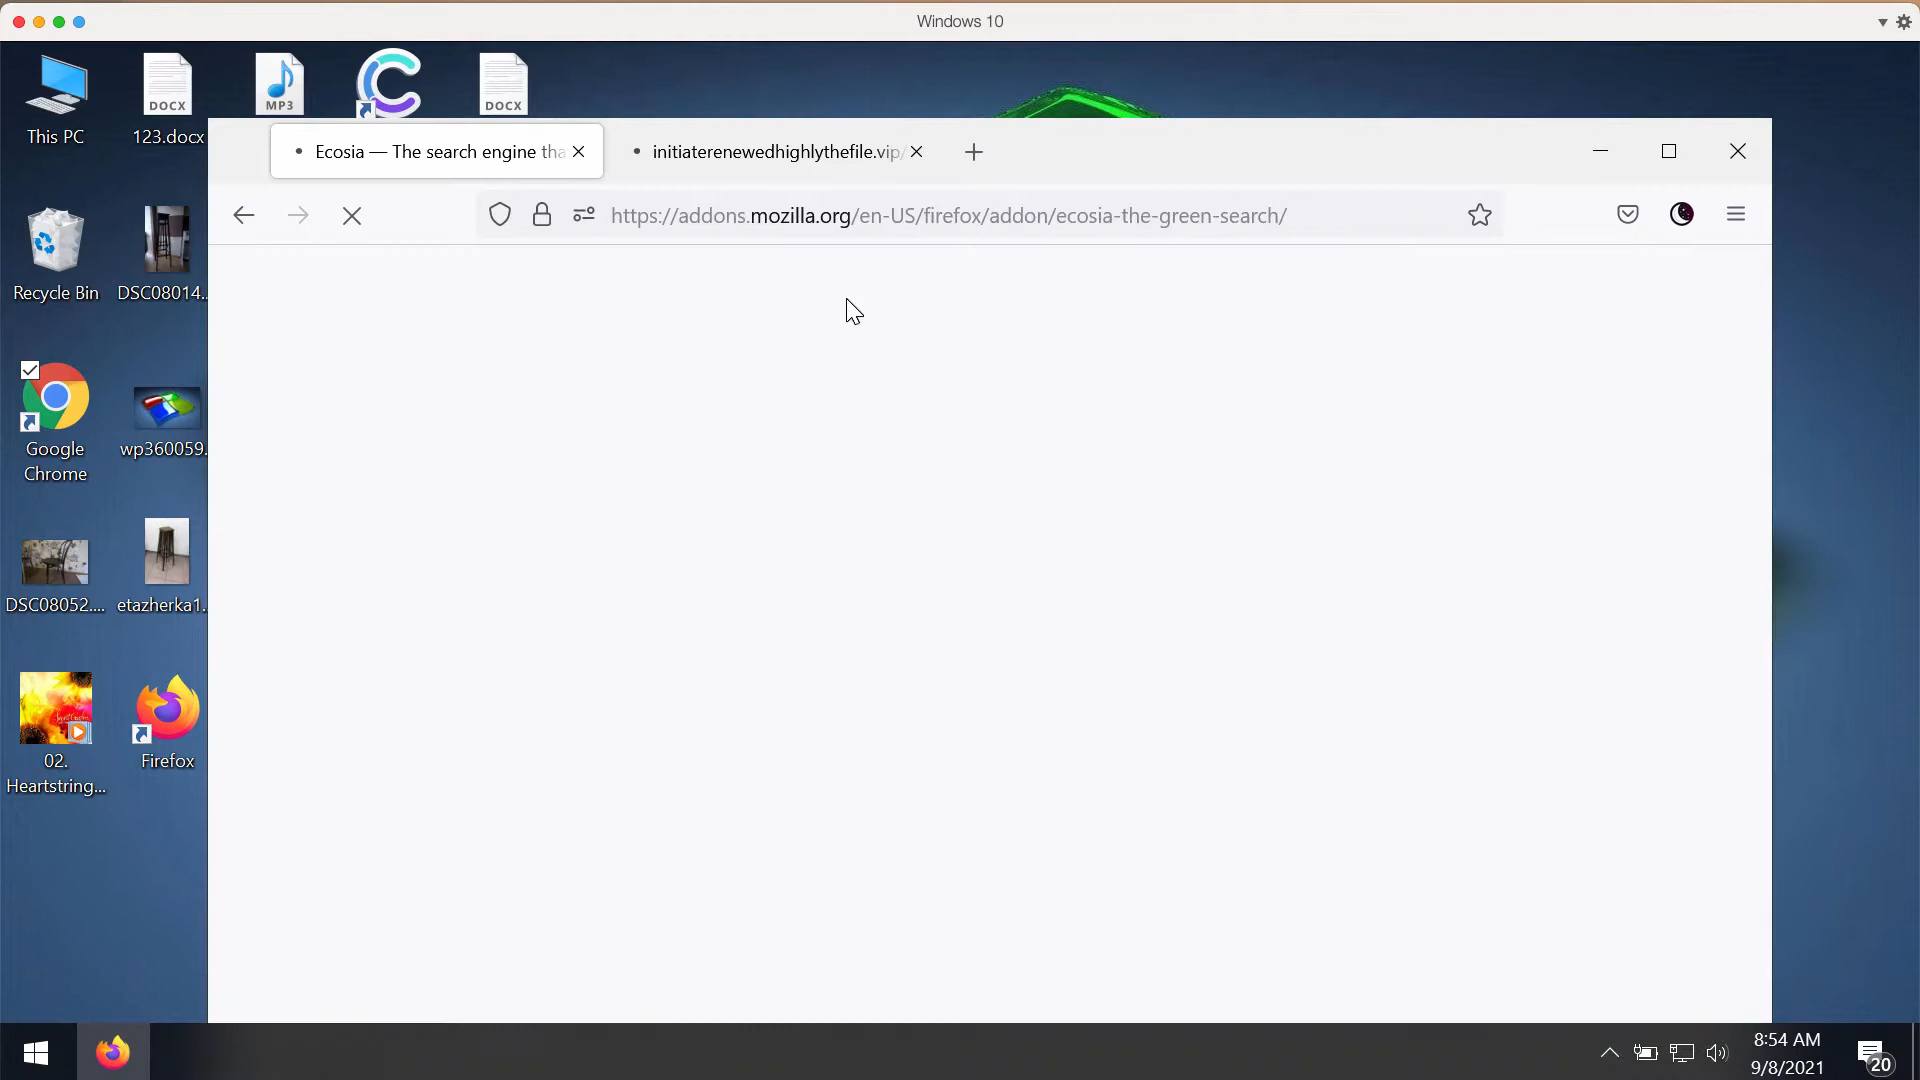 Windows 10
This PC
123.docx
DOCX
MP3
DOCX
Ecosia — The search engine tha
initiaterenewedhighlythefile.vip/
https://addons.mozilla.org/en-US/firefox/addon/ecosia-the-green-search/
Recycle Bin
DSC08014..
Google
Chrome
wp360059.
DSC08052....
etazherka1.
02.
Heartstring...
Firefox
8:54 AM
9/8/2021
20